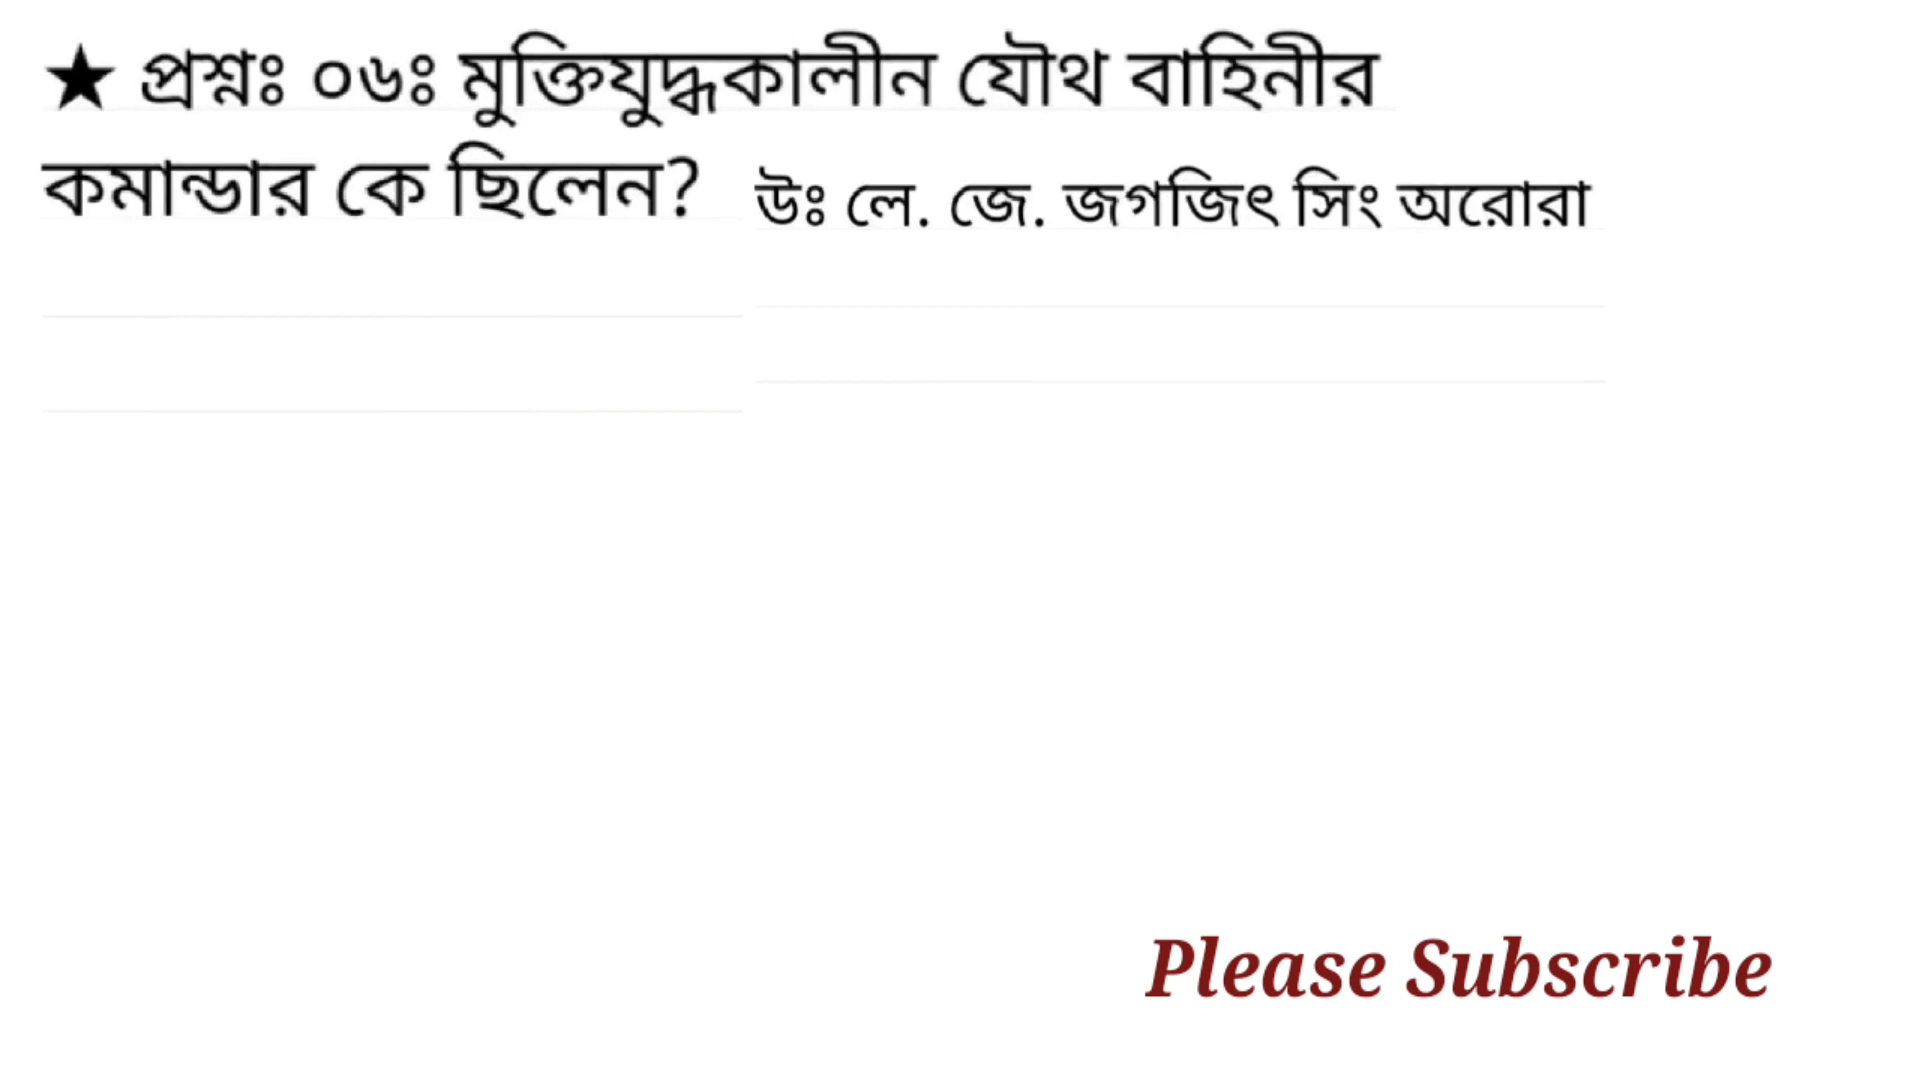 ★ প্রশ্নঃ ০৬ঃ মুক্তিযুদ্ধকালীন যৌথ বাহিনীর
কমান্ডার কে ছিলেন? উঃ লে. জে. জগজিৎ সিং অরোরা
Please Subscribe